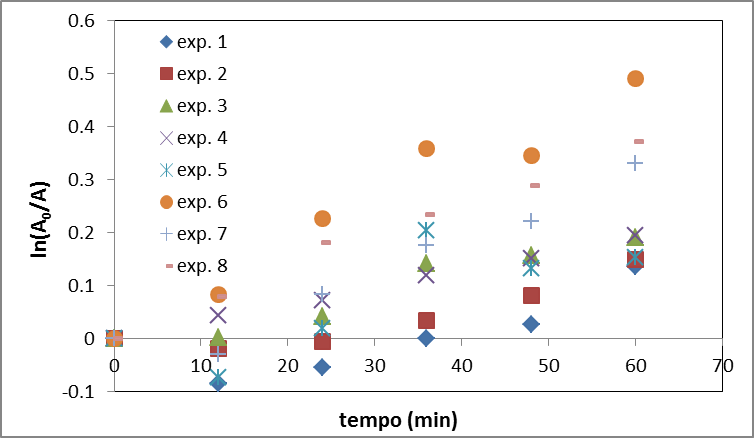 0.6
0.5
0.4
0.3
0.2
0.1
0
-0.1
ln(A0/A)
exp. 1
exp. 2
exp. 3
exp. 4
exp. 5
exp. 6
exp. 7
exp. 8
0 10 20 30 40 50 60 70
tempo (min)